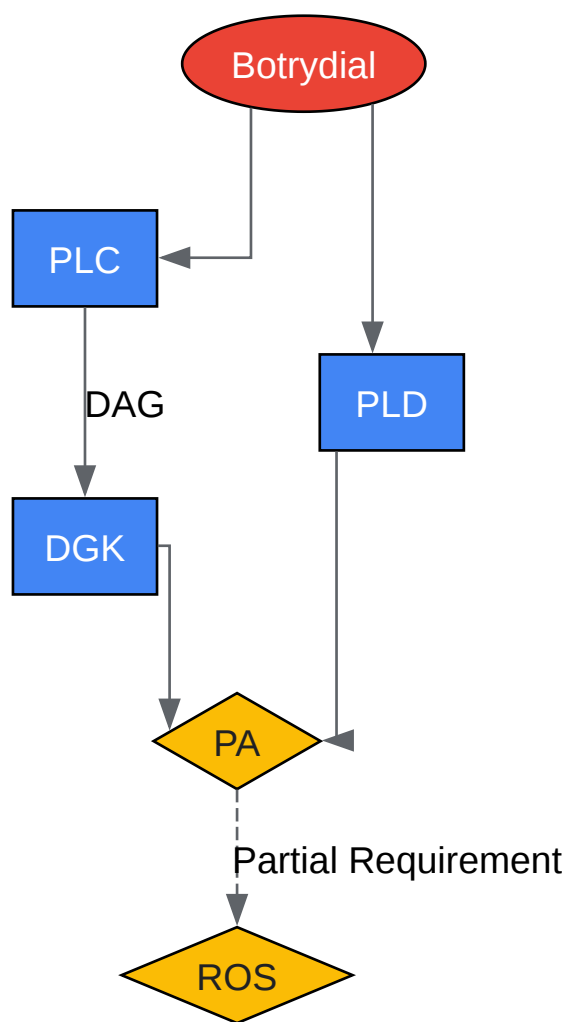 Botrydial
PLC
DAG
PLD
DGK
PA
Partial Requirement
ROS